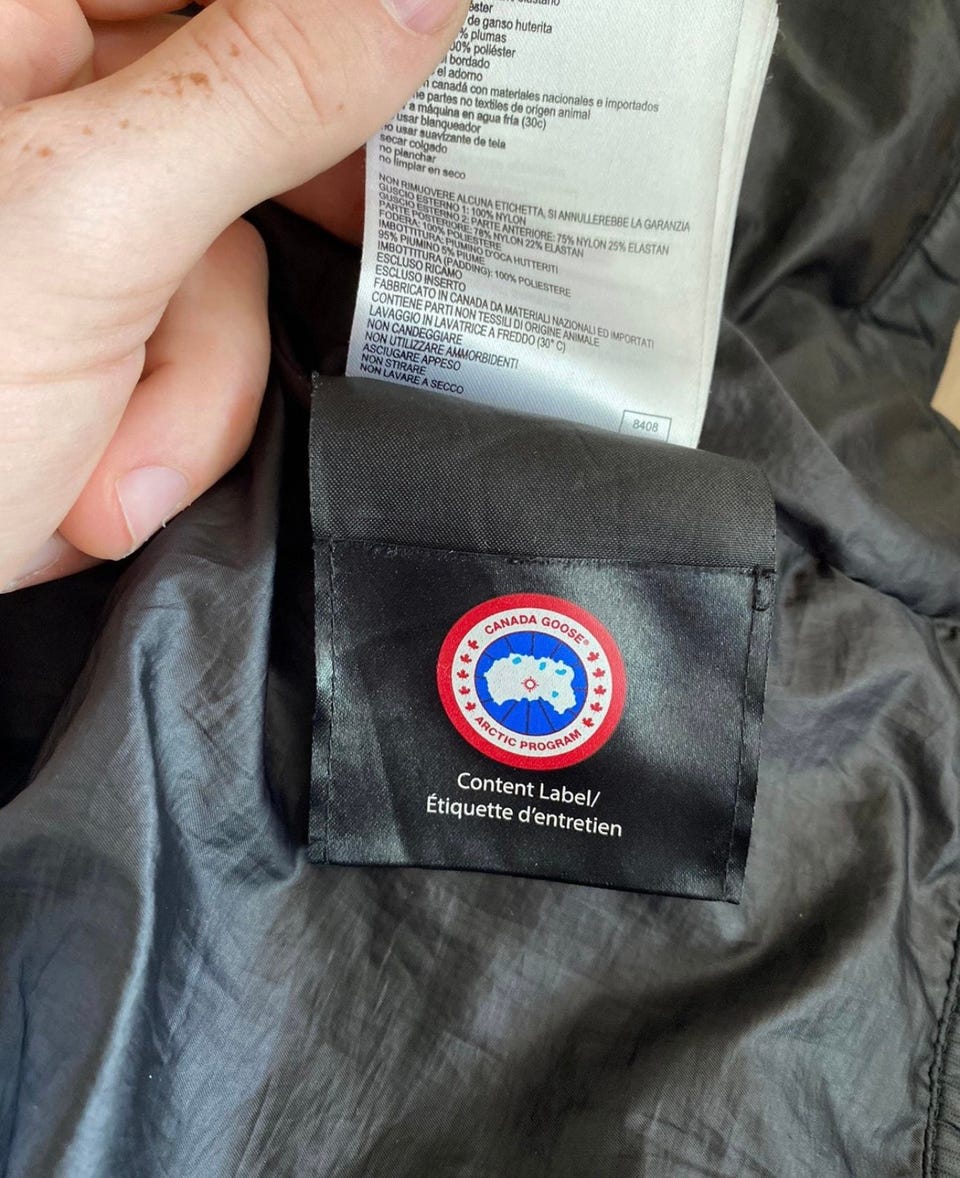 éster
de ganso huterita
% plumas
00% poliéster
bordado
el adorno
canadá con materiales nacionales e importados
ne partes no textiles de origen animal
a máquina en agua fría (30c)
usar blanqueador
no usar suavizante de tela
secar colgado
no planchar
no limpiar en seco
NON RIMUOVERE ALCUNA ETICHETTA, SI ANNULLEREBBE LA GARANZIA
GUSCIO ESTERNO 1: 100% NYLON
GUSCIO ESTERNO 2: PARTE ANTERIORE: 75% NYLON 25% ELASTAN
PARTE POSTERIORE: 78% NYLON 22% ELASTAN
FODERA: 100% POLIESTERE
IMBOTTITURA: PIUMINO D'OCA HUTTERITI
95% PIUMINO 5% PIUME
IMBOTTITURA (PADDING): 100% POLIESTERE
ESCLUSO RICAMO
ESCLUSO INSERTO
FABBRICATO IN CANADA DA MATERIALI NAZIONALI ED IMPORTATI
CONTIENE PARTI NON TESSILI DI ORIGINE ANIMALE
LAVAGGIO IN LAVATRICE A FREDDO (30° C)
NON CANDEGGIARE
NON UTILIZZARE AMMORBIDENTI
ASCIUGARE APPESO
NON STIRARE
NON LAVARE A SECCO
8408
CANADA GOOSE®
ARCTIC PROGRAM
Content Label/
Étiquette d'entretien